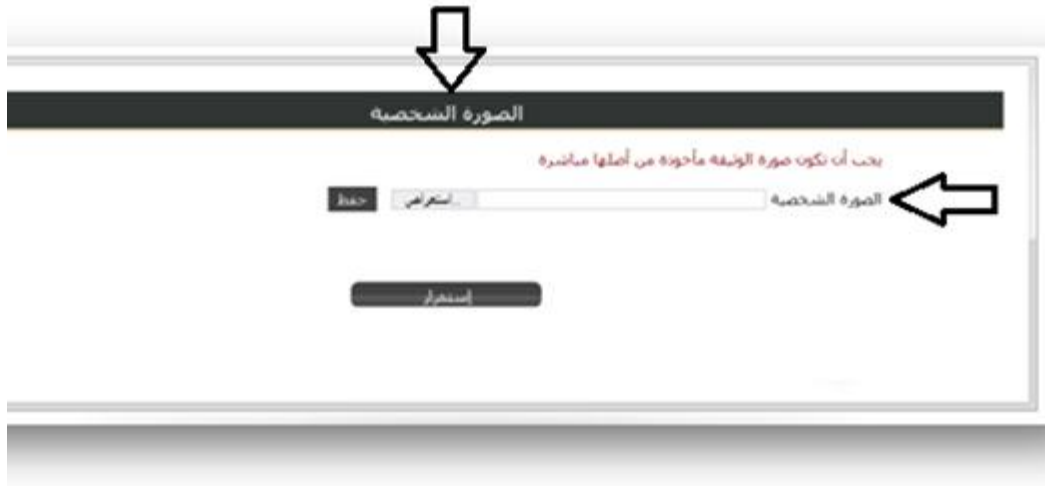 الصورة الشخصية
يجب أن تكون صورة الوثيقة مأخوذة من أصلها مباشرة
الصورة الشخصية استعراض... حفظ
إستمرار